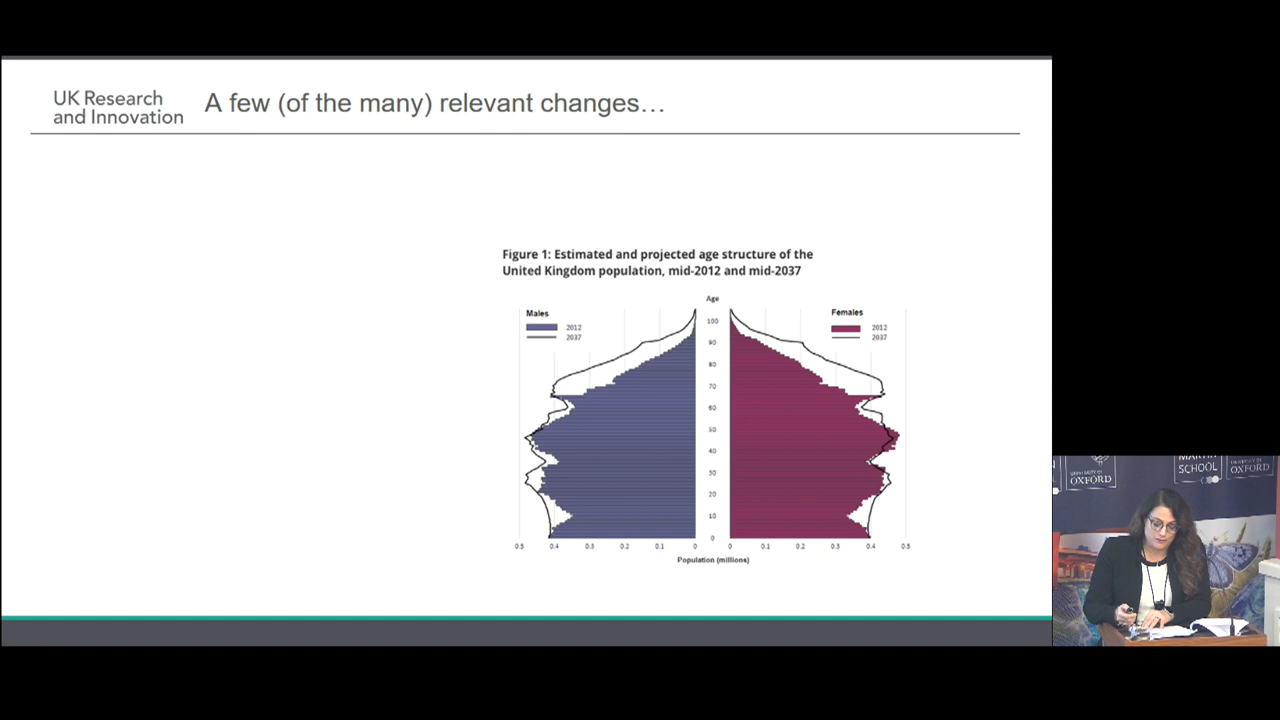 UK Research
and Innovation
A few (of the many) relevant changes…
Figure 1: Estimated and projected age structure of the
United Kingdom population, mid-2012 and mid-2037
Age
Males
2012
2037
Females
2012
2037
100
90
80
70
60
50
40
30
20
10
0
0.5
0.4
0.3
0.2
0.1
0
0
0.1
0.2
0.3
0.4
0.5
Population (millions)
OXFORD
SCHOOL
OXFORD